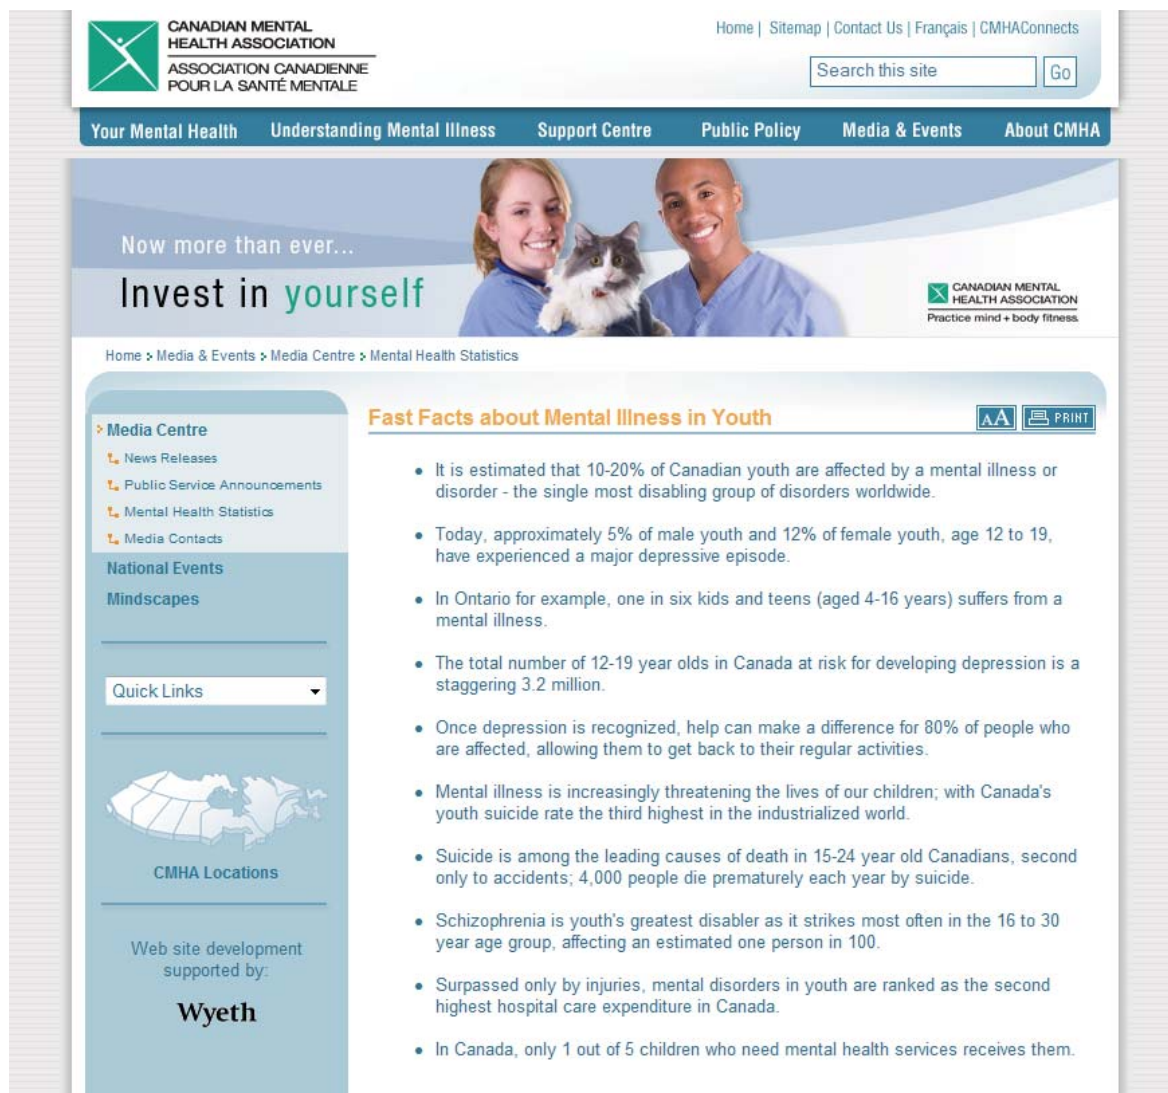 CANADIAN MENTAL
HEALTH ASSOCIATION
ASSOCIATION CANADIENNE
POUR LA SANTÉ MENTALE
Home | Sitemap | Contact Us | Français | CMHAConnects
Search this site Go
Your Mental Health Understanding Mental Illness Support Centre Public Policy Media & Events About CMHA
Now more than ever...
Invest in yourself
CANADIAN MENTAL
HEALTH ASSOCIATION
Practice mind + body fitness.
Home > Media & Events > Media Centre > Mental Health Statistics
Media Centre
News Releases
Public Service Announcements
Mental Health Statistics
Media Contacts
National Events
Mindscapes
Quick Links
CMHA Locations
Web site development
supported by:
Wyeth
Fast Facts about Mental Illness in Youth
AA PRINT
• It is estimated that 10-20% of Canadian youth are affected by a mental illness or
disorder - the single most disabling group of disorders worldwide.
• Today, approximately 5% of male youth and 12% of female youth, age 12 to 19,
have experienced a major depressive episode.
• In Ontario for example, one in six kids and teens (aged 4-16 years) suffers from a
mental illness.
• The total number of 12-19 year olds in Canada at risk for developing depression is a
staggering 3.2 million.
• Once depression is recognized, help can make a difference for 80% of people who
are affected, allowing them to get back to their regular activities.
• Mental illness is increasingly threatening the lives of our children; with Canada's
youth suicide rate the third highest in the industrialized world.
• Suicide is among the leading causes of death in 15-24 year old Canadians, second
only to accidents; 4,000 people die prematurely each year by suicide.
• Schizophrenia is youth's greatest disabler as it strikes most often in the 16 to 30
year age group, affecting an estimated one person in 100.
• Surpassed only by injuries, mental disorders in youth are ranked as the second
highest hospital care expenditure in Canada.
• In Canada, only 1 out of 5 children who need mental health services receives them.